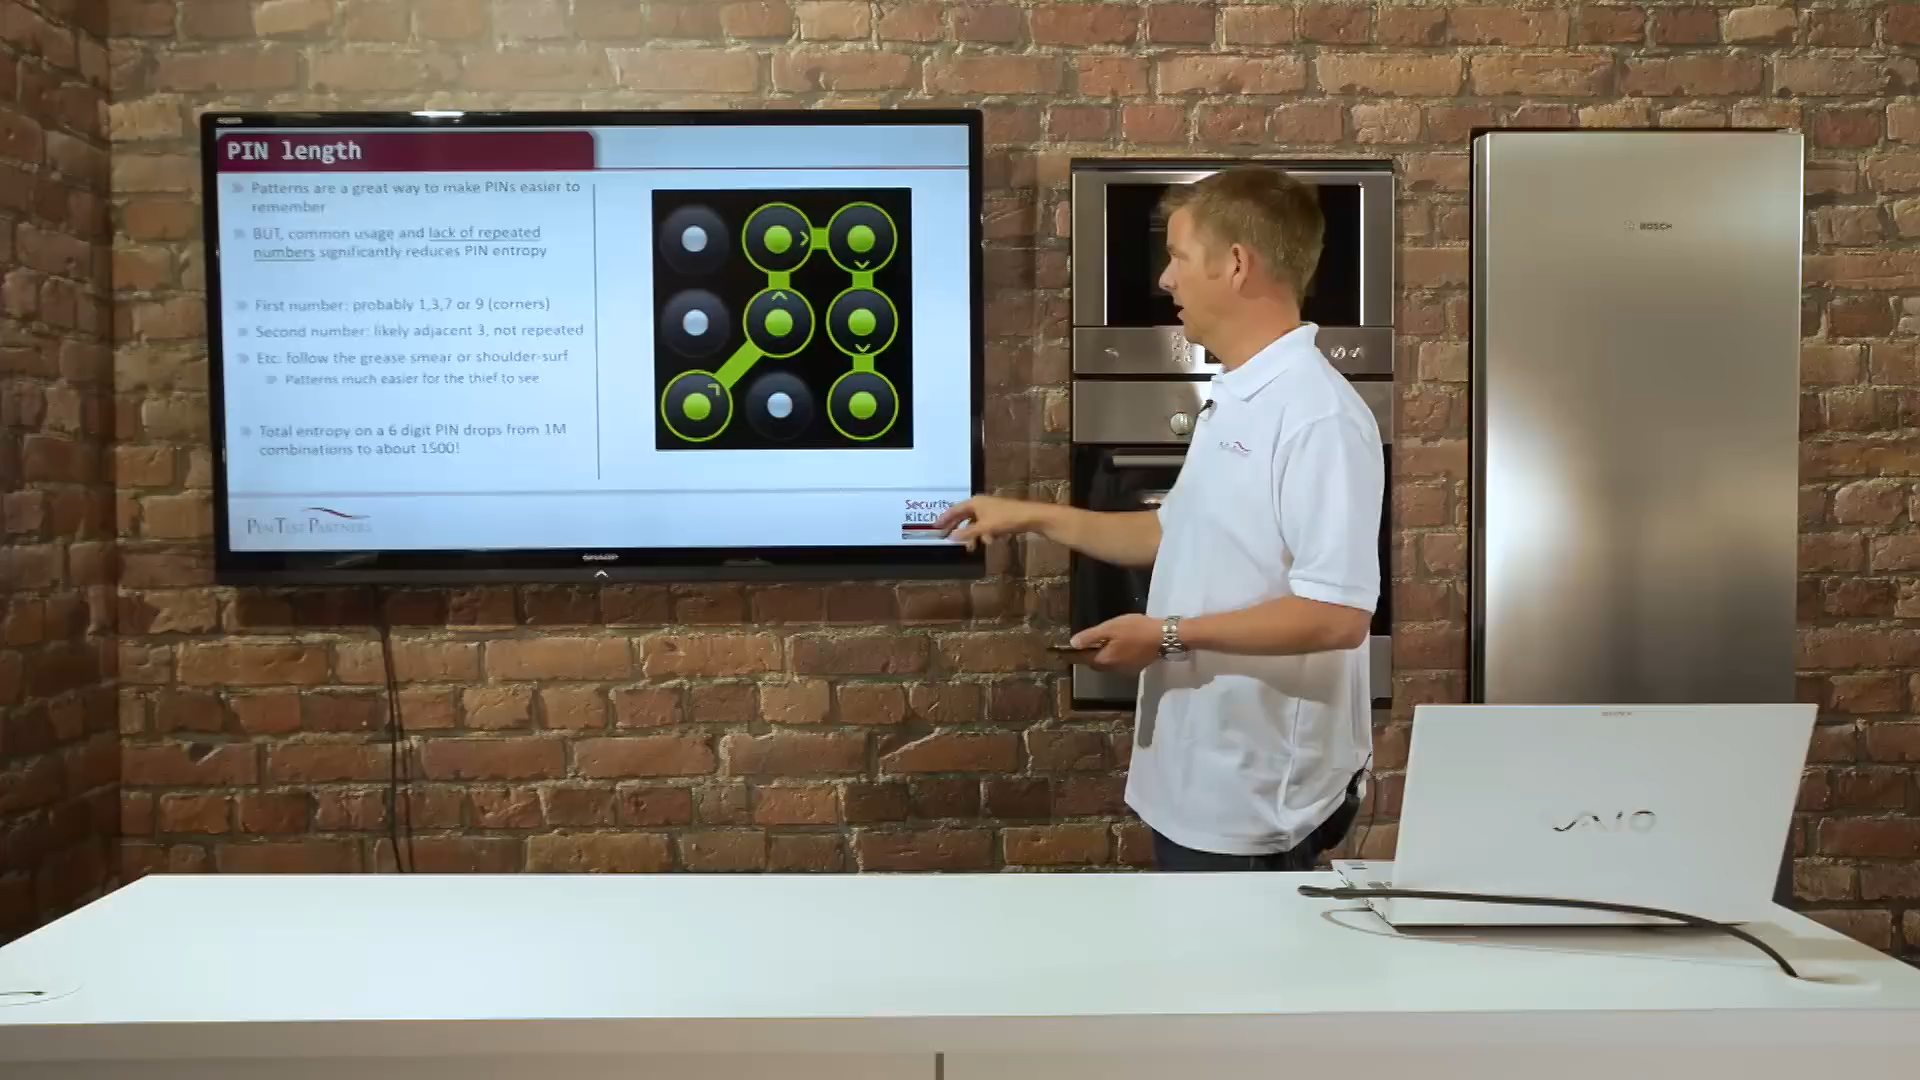 PIN length
Patterns are a great way to make PINs easier to
remember
BUT, common usage and lack of repeated
numbers significantly reduces PIN entropy
First number: probably 1,3,7 or 9 (corners)
Second number: likely adjacent 3, not repeated
Etc: follow the grease smear or shoulder-surf
Patterns much easier for the thief to see
Total entropy on a 6 digit PIN drops from 1M
combinations to about 1500!
PEN TEST PARTNERS
Security
SHARP
BOSCH
VAIO